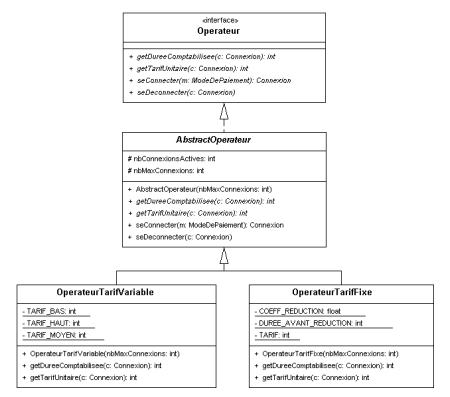 «interface»
Operateur
+ getDureeComptabilisee(c: Connexion): int
+ getTarifUnitaire(c: Connexion): int
+ seConnecter(m: ModeDePaiement): Connexion
+ seDeconnecter(c: Connexion)
AbstractOperateur
# nbConnexionsActives: int
# nbMaxConnexions: int
+ AbstractOperateur(nbMaxConnexions: int)
+ getDureeComptabilisee(c: Connexion): int
+ getTarifUnitaire(c: Connexion): int
+ seConnecter(m: ModeDePaiement): Connexion
+ seDeconnecter(c: Connexion)
OperateurTarifVariable
- TARIF_BAS: int
- TARIF_HAUT: int
- TARIF_MOYEN: int
+ OperateurTarifVariable(nbMaxConnexions: int)
+ getDureeComptabilisee(c: Connexion): int
+ getTarifUnitaire(c: Connexion): int
OperateurTarifFixe
- COEFF_REDUCTION: float
- DUREE_AVANT_REDUCTION: int
- TARIF: int
+ OperateurTarifFixe(nbMaxConnexions: int)
+ getDureeComptabilisee(c: Connexion): int
+ getTarifUnitaire(c: Connexion): int